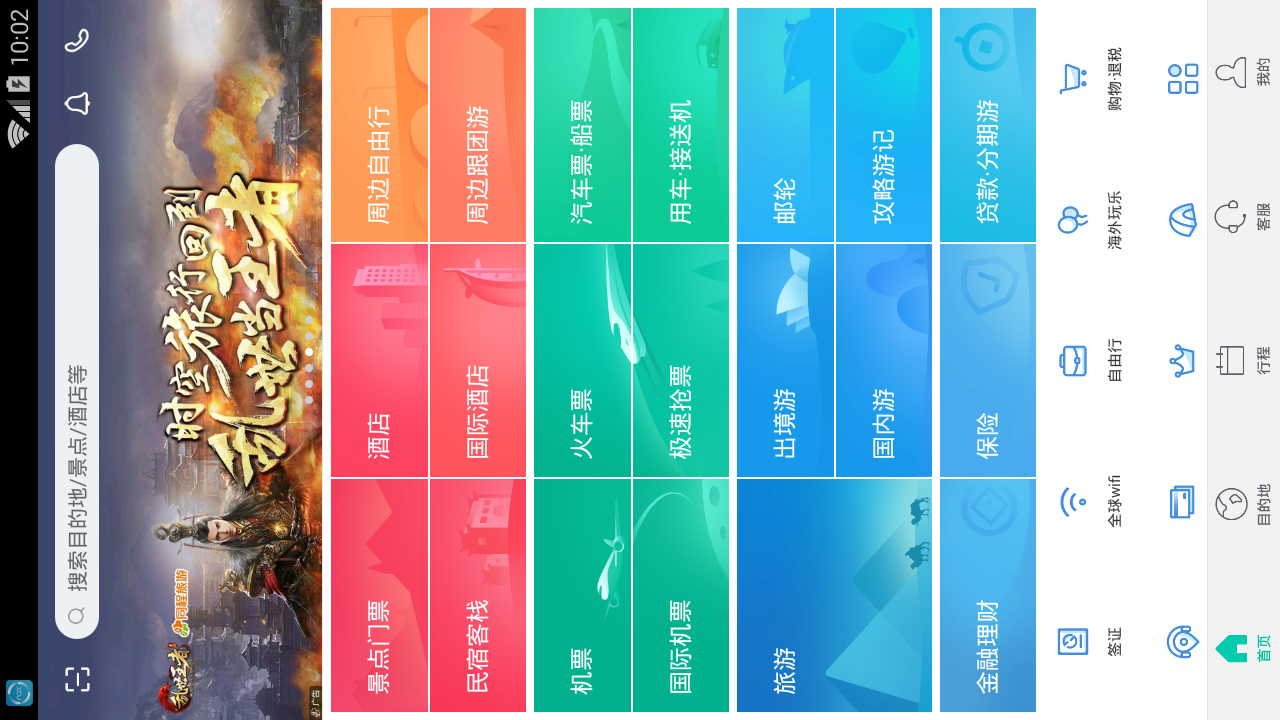 10:02
搜索目的地/景点/酒店等
乱世王者!
同程旅游
时空旅行回到
乱世当王者
广告
景点门票
酒店
周边自由行
民宿客栈
国际酒店
周边跟团游
机票
火车票
汽车票·船票
国际机票
极速抢票
用车·接送机
旅游
出境游
邮轮
国内游
攻略游记
金融理财
保险
贷款·分期游
签证
全球wifi
自由行
海外玩乐
购物·退税
首页
目的地
行程
客服
我的